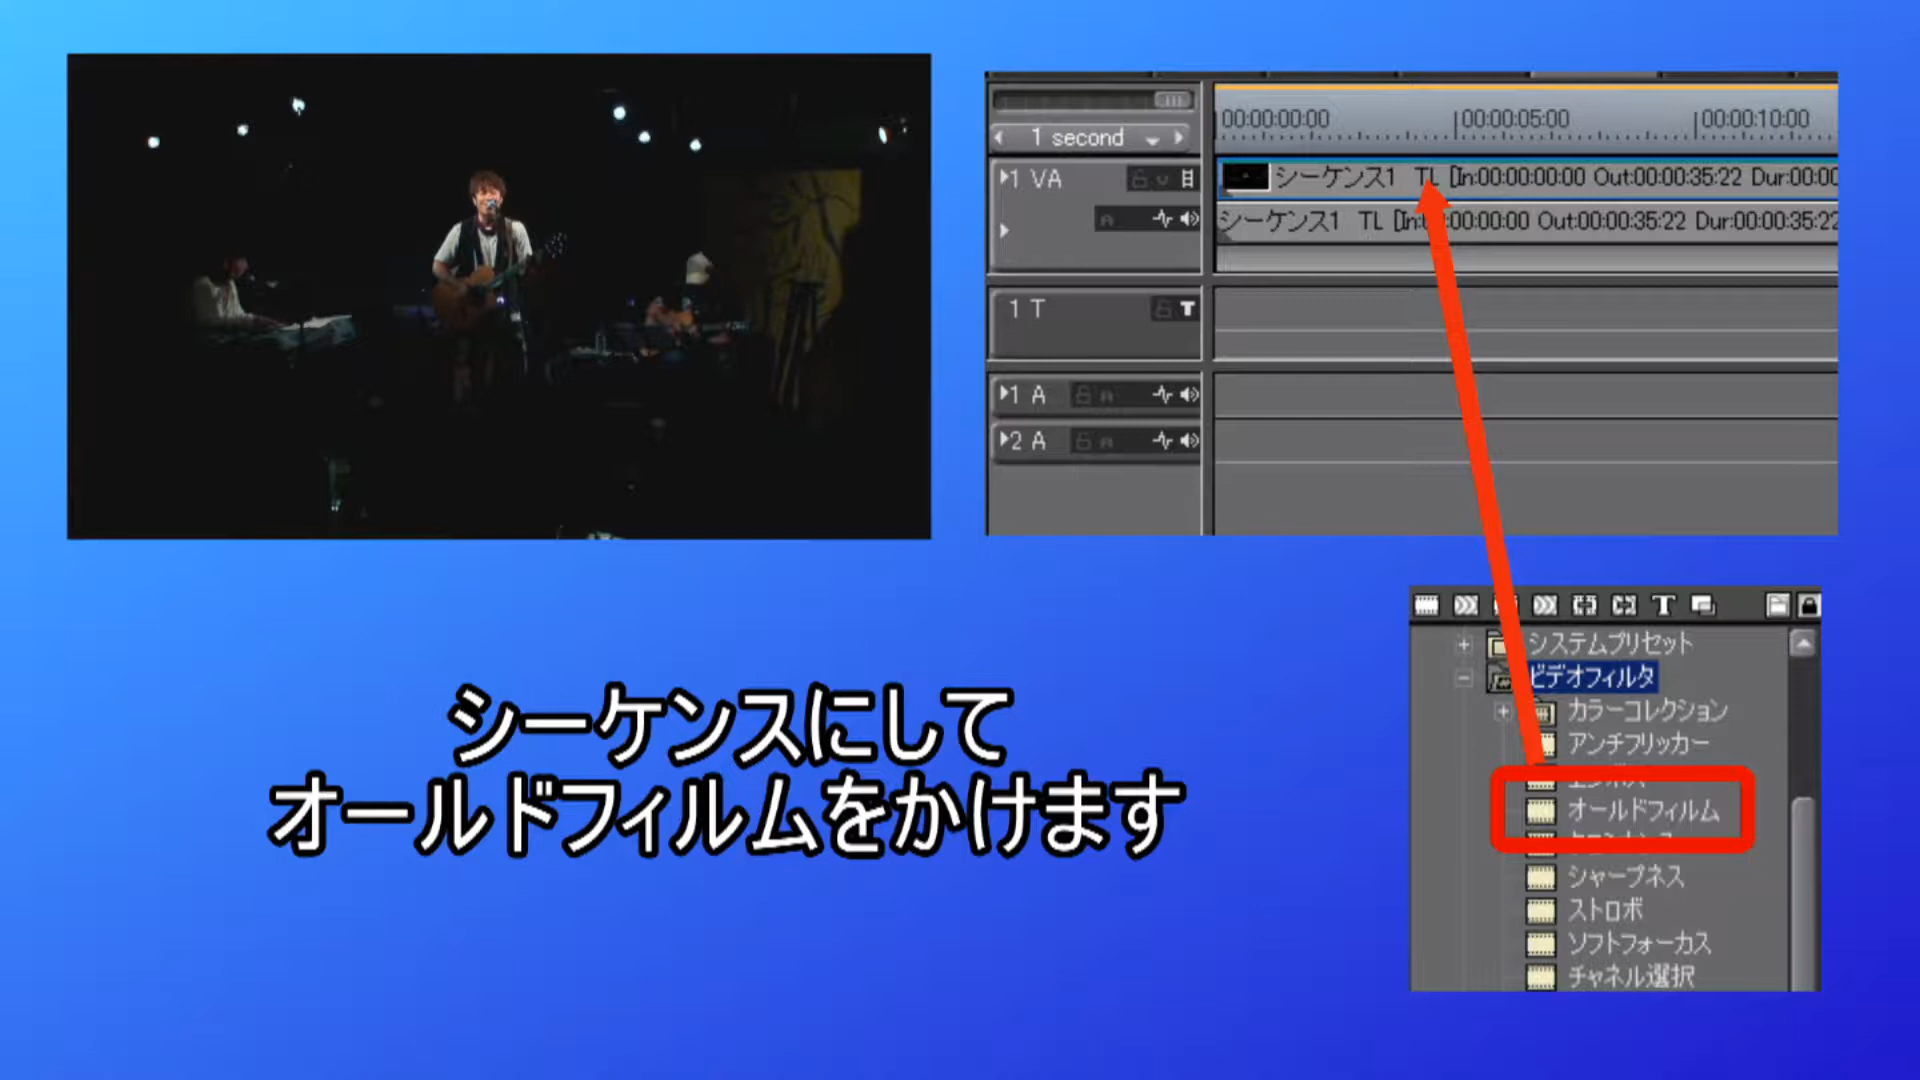 00:00:00:00 00:00:05:00 00:00:10:00
1 second
1 VA
シーケンス1 TL [In:00:00:00:00 Out:00:00:35:22 Dur:00:00
シーケンス1 TL [In: :00:00:00 Out:00:00:35:22 Dur:00:00:35:22
1 T
T
1 A
2 A
T
システムプリセット
ビデオフィルタ
カラーコレクション
アンチフリッカー
オールドフィルム
シャープネス
ストロボ
ソフトフォーカス
チャネル選択
シーケンスにして
オールドフィルムをかけます